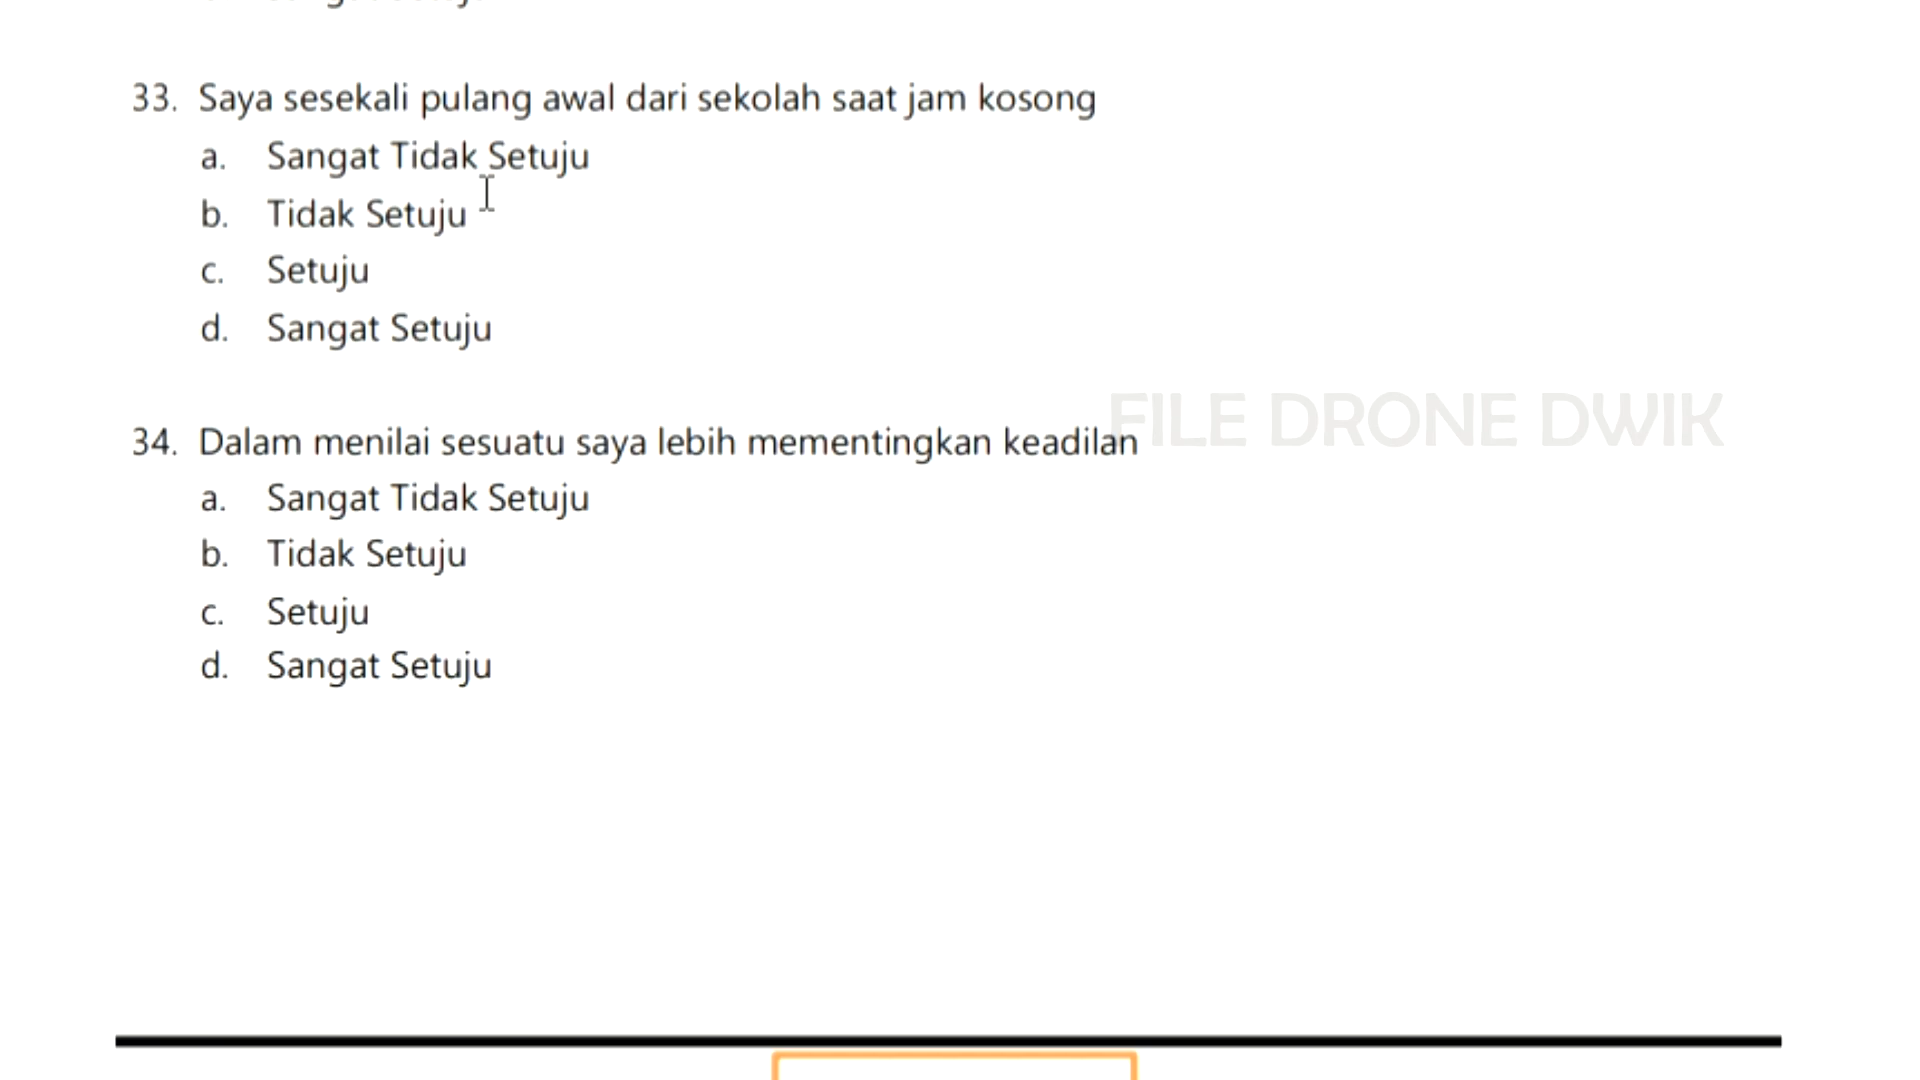 33. Saya sesekali pulang awal dari sekolah saat jam kosong
a. Sangat Tidak Setuju
b. Tidak Setuju
c. Setuju
d. Sangat Setuju
FILE DRONE DWIK
34. Dalam menilai sesuatu saya lebih mementingkan keadilan
a. Sangat Tidak Setuju
b. Tidak Setuju
c. Setuju
d. Sangat Setuju